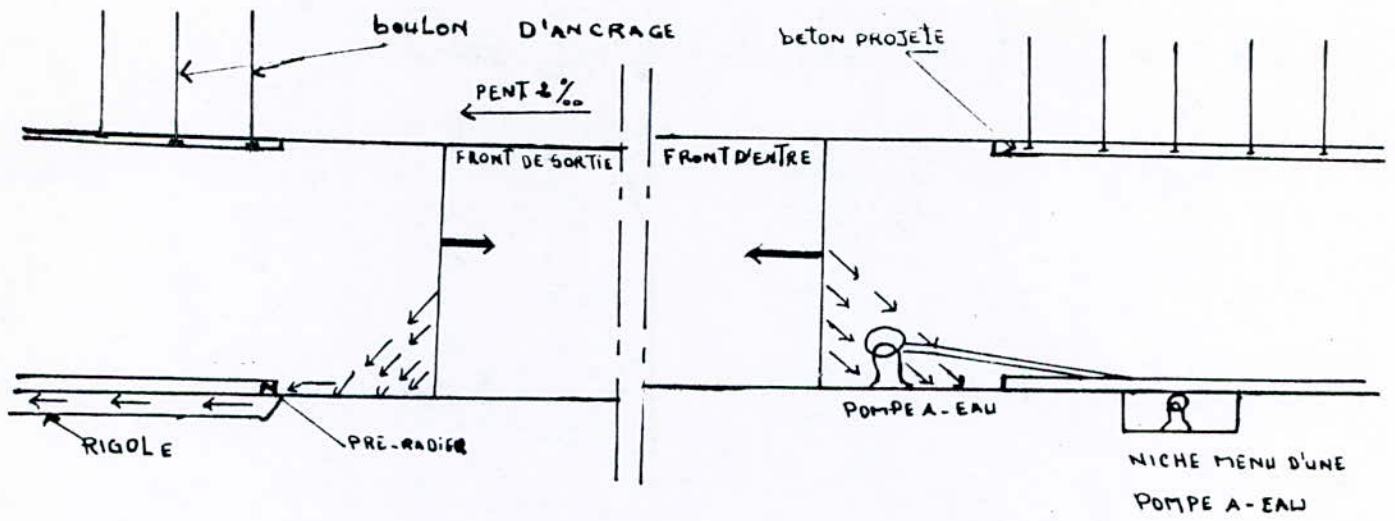 bouLon D'ANCRAGE
beton PROJETE
PENT 2‰
FRONT DE SORTIE
FRONT D'ENTRE
POMPE A-EAU
RIGOLE
PRE-RADIER
NICHE MENU D'UNE
POMPE A-EAU